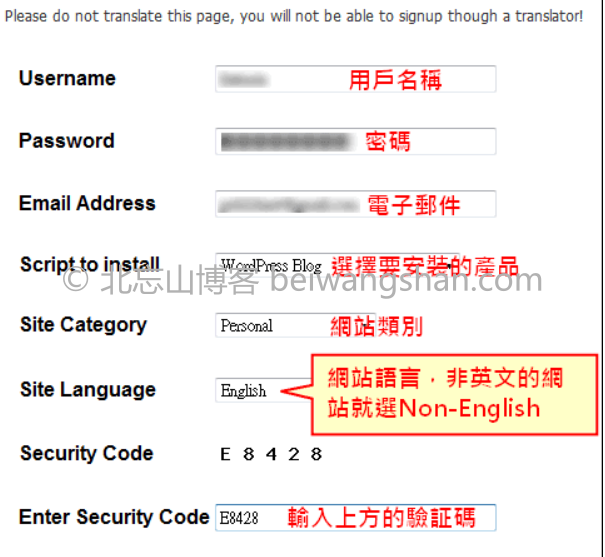 Please do not translate this page, you will not be able to signup though a translator!
Username 用戶名稱
Password 密碼
Email Address 電子郵件
Script to install WordPress Blog 選擇要安裝的產品
© 北忘山博客 beiwangshan.com
Site Category Personal 網站類別
Site Language English 網站語言，非英文的網
站就選Non-English
Security Code E 8 4 2 8
Enter Security Code E8428 輸入上方的驗証碼